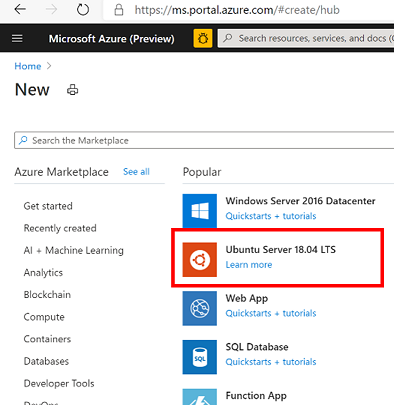 https://ms.portal.azure.com/#create/hub
Microsoft Azure (Preview)
Search resources, services, and docs (
Home >
New
Search the Marketplace
Azure Marketplace See all
Popular
Get started
Recently created
AI + Machine Learning
Analytics
Blockchain
Compute
Containers
Databases
Developer Tools
DevOps
Windows Server 2016 Datacenter
Quickstarts + tutorials
Ubuntu Server 18.04 LTS
Learn more
Web App
Quickstarts + tutorials
SQL
SQL Database
Quickstarts + tutorials
Function App